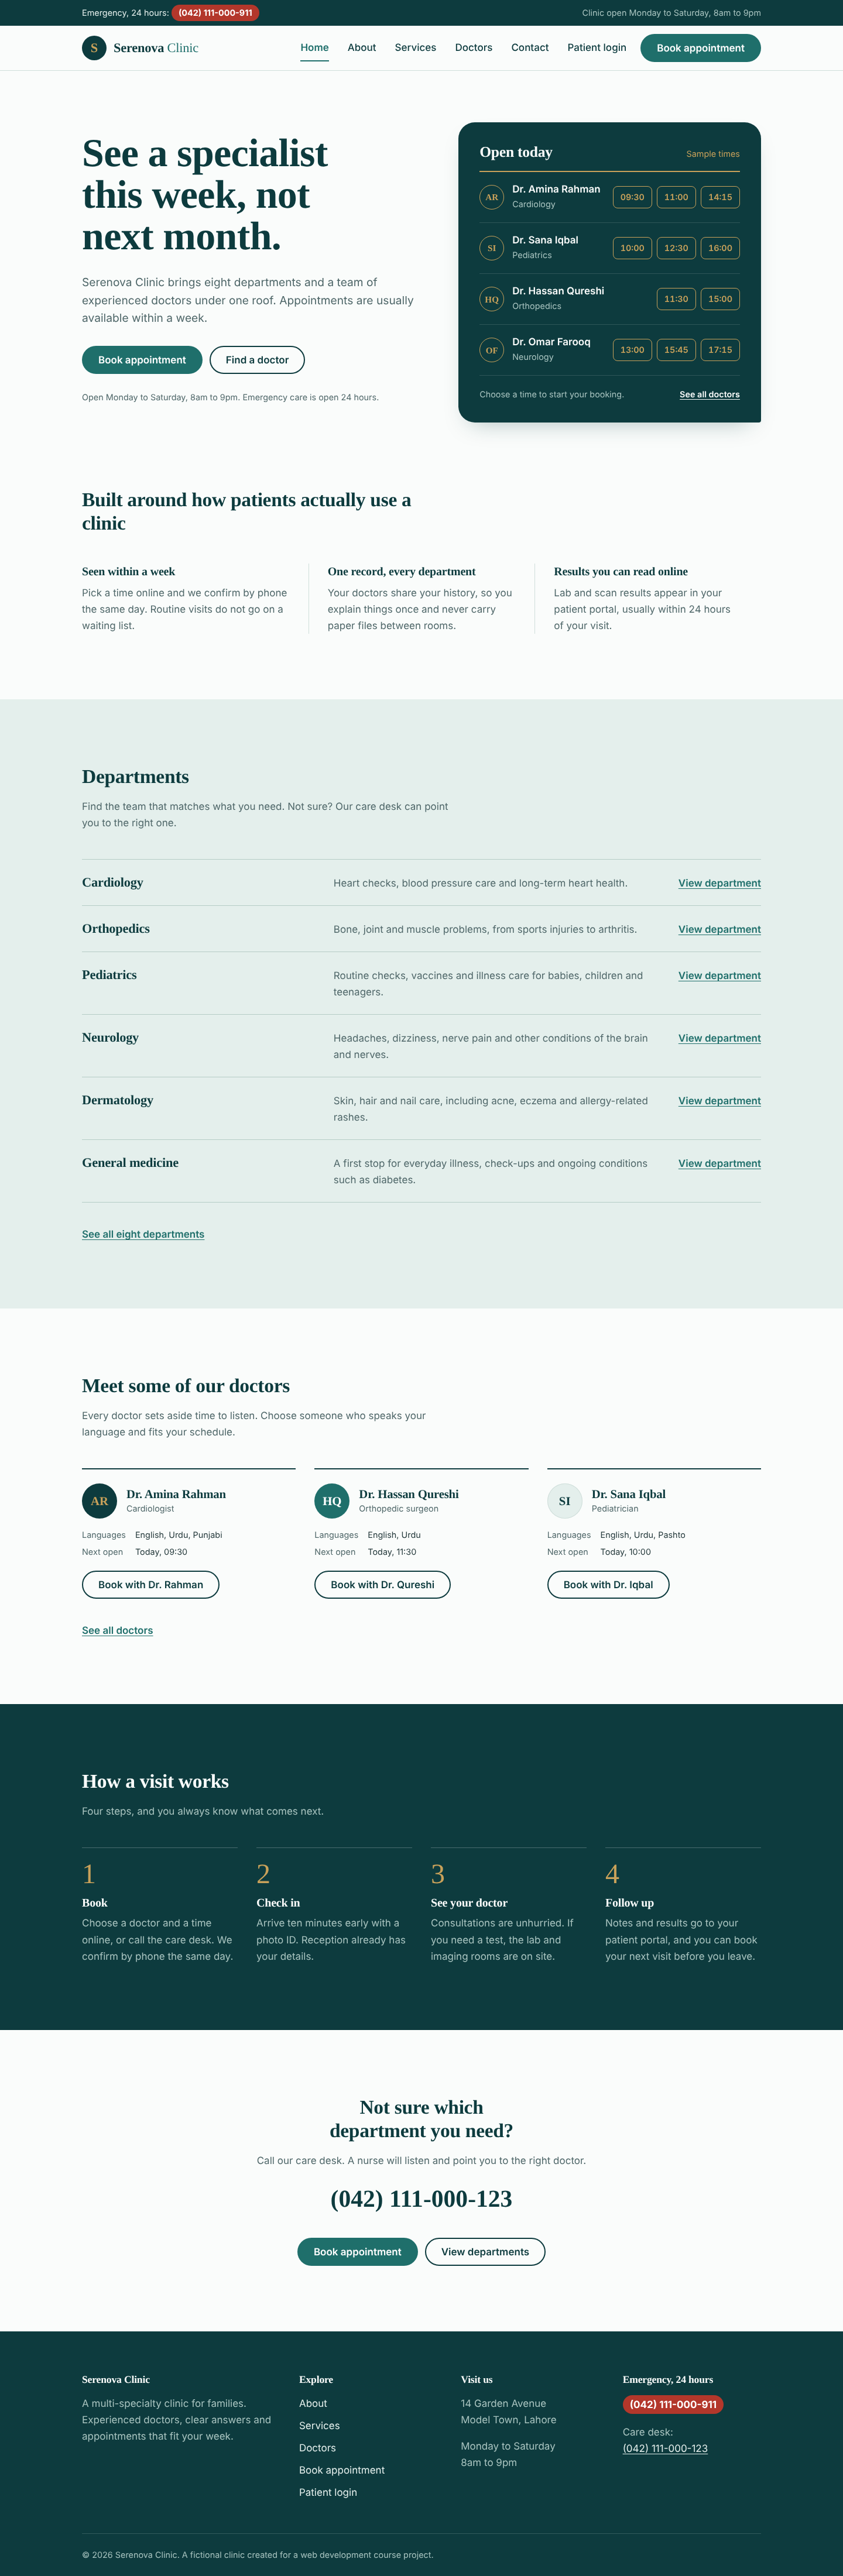 Emergency, 24 hours: (042) 111-000-911
Clinic open Monday to Saturday, 8am to 9pm
S Serenova Clinic
Home About Services Doctors Contact Patient login Book appointment
See a specialist
this week, not
next month.
Serenova Clinic brings eight departments and a team of
experienced doctors under one roof. Appointments are usually
available within a week.
Book appointment Find a doctor
Open Monday to Saturday, 8am to 9pm. Emergency care is open 24 hours.
Open today Sample times
AR Dr. Amina Rahman 09:30 11:00 14:15
Cardiology
SI Dr. Sana Iqbal 10:00 12:30 16:00
Pediatrics
HQ Dr. Hassan Qureshi 11:30 15:00
Orthopedics
OF Dr. Omar Farooq 13:00 15:45 17:15
Neurology
Choose a time to start your booking. See all doctors
Built around how patients actually use a
clinic
Seen within a week
Pick a time online and we confirm by phone
the same day. Routine visits do not go on a
waiting list.
One record, every department
Your doctors share your history, so you
explain things once and never carry
paper files between rooms.
Results you can read online
Lab and scan results appear in your
patient portal, usually within 24 hours
of your visit.
Departments
Find the team that matches what you need. Not sure? Our care desk can point
you to the right one.
Cardiology Heart checks, blood pressure care and long-term heart health. View department
Orthopedics Bone, joint and muscle problems, from sports injuries to arthritis. View department
Pediatrics Routine checks, vaccines and illness care for babies, children and View department
teenagers.
Neurology Headaches, dizziness, nerve pain and other conditions of the brain View department
and nerves.
Dermatology Skin, hair and nail care, including acne, eczema and allergy-related View department
rashes.
General medicine A first stop for everyday illness, check-ups and ongoing conditions View department
such as diabetes.
See all eight departments
Meet some of our doctors
Every doctor sets aside time to listen. Choose someone who speaks your
language and fits your schedule.
AR Dr. Amina Rahman
Cardiologist
Languages English, Urdu, Punjabi
Next open Today, 09:30
Book with Dr. Rahman
HQ Dr. Hassan Qureshi
Orthopedic surgeon
Languages English, Urdu
Next open Today, 11:30
Book with Dr. Qureshi
SI Dr. Sana Iqbal
Pediatrician
Languages English, Urdu, Pashto
Next open Today, 10:00
Book with Dr. Iqbal
See all doctors
How a visit works
Four steps, and you always know what comes next.
1
Book
Choose a doctor and a time
online, or call the care desk. We
confirm by phone the same day.
2
Check in
Arrive ten minutes early with a
photo ID. Reception already has
your details.
3
See your doctor
Consultations are unhurried. If
you need a test, the lab and
imaging rooms are on site.
4
Follow up
Notes and results go to your
patient portal, and you can book
your next visit before you leave.
Not sure which
department you need?
Call our care desk. A nurse will listen and point you to the right doctor.
(042) 111-000-123
Book appointment View departments
Serenova Clinic
A multi-specialty clinic for families.
Experienced doctors, clear answers and
appointments that fit your week.
Explore
About
Services
Doctors
Book appointment
Patient login
Visit us
14 Garden Avenue
Model Town, Lahore
Monday to Saturday
8am to 9pm
Emergency, 24 hours
(042) 111-000-911
Care desk:
(042) 111-000-123
© 2026 Serenova Clinic. A fictional clinic created for a web development course project.